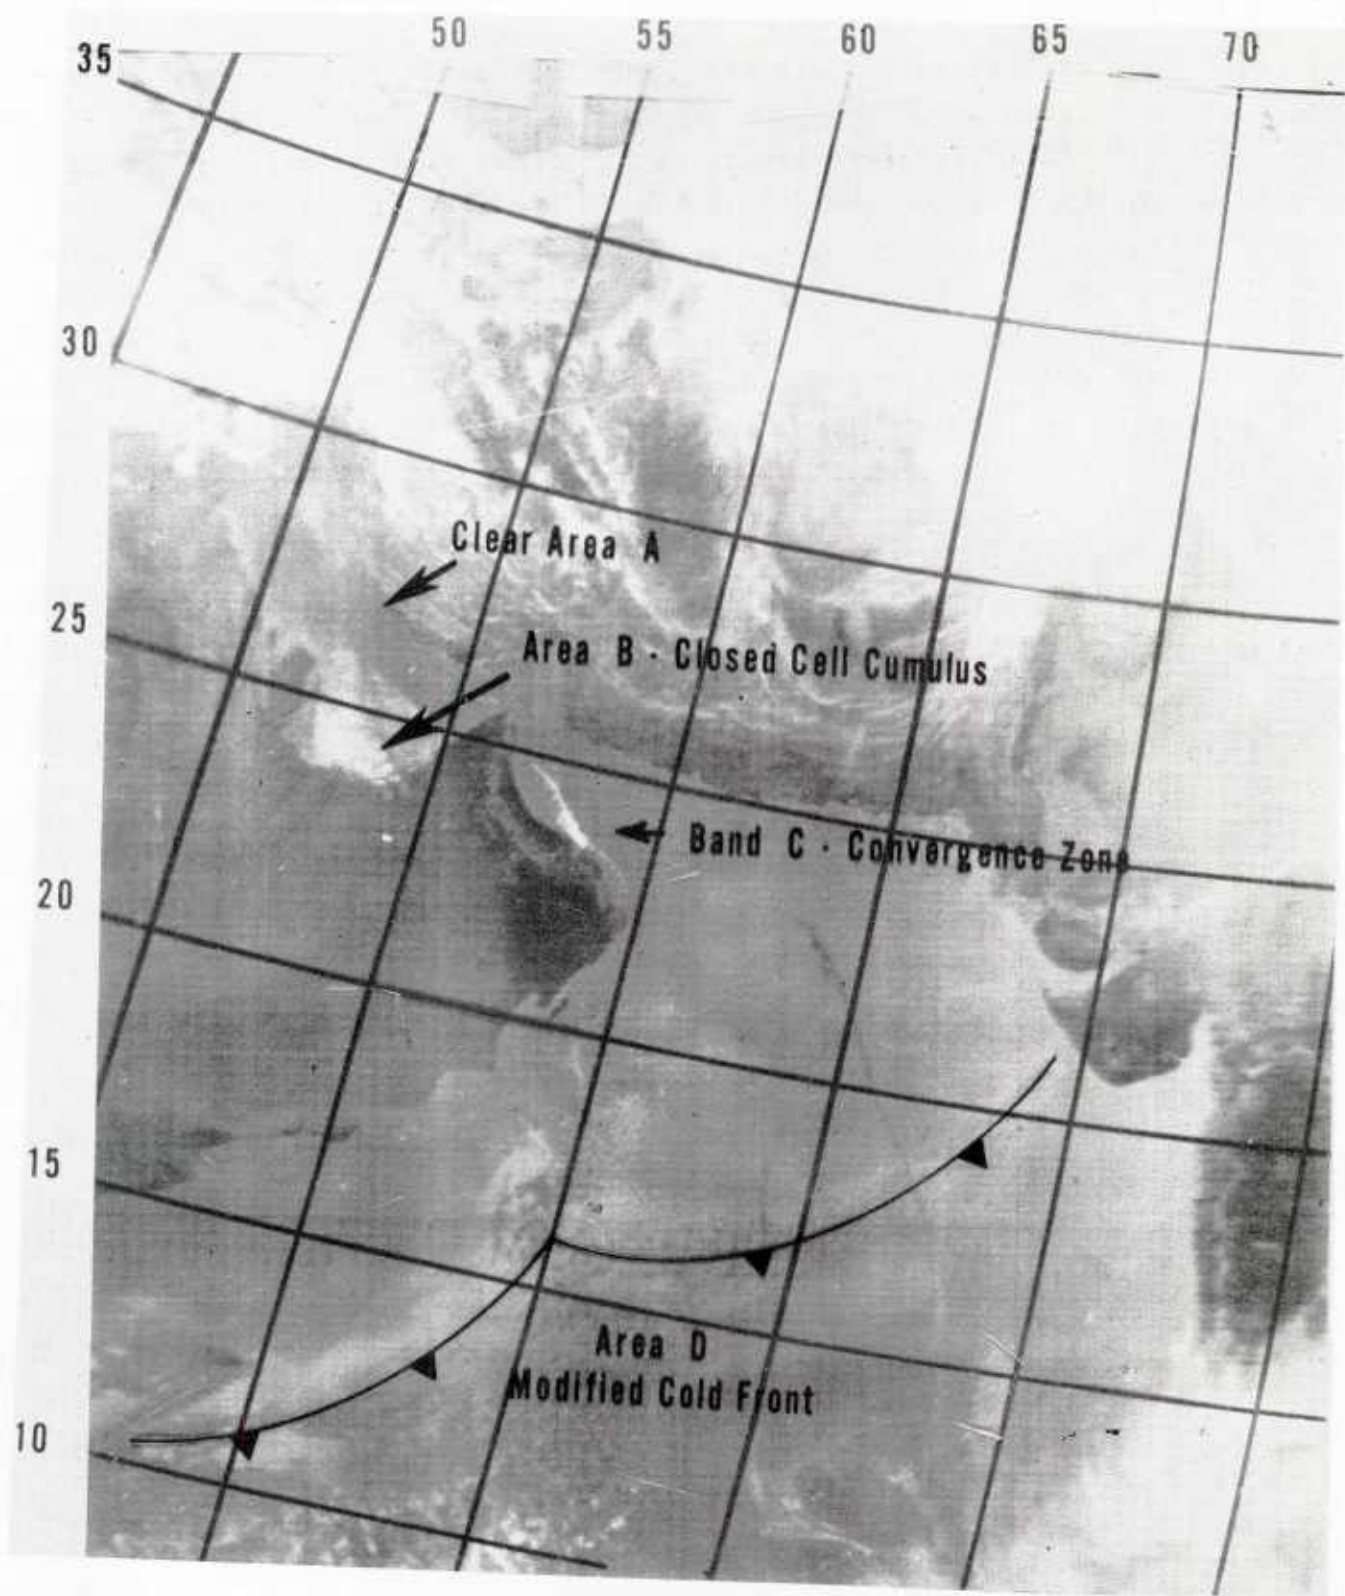 50 55 60 65 70
35
30
Clear Area A
25
Area B - Closed Cell Cumulus
Band C - Convergence Zone
20
15
Area D
Modified Cold Front
10